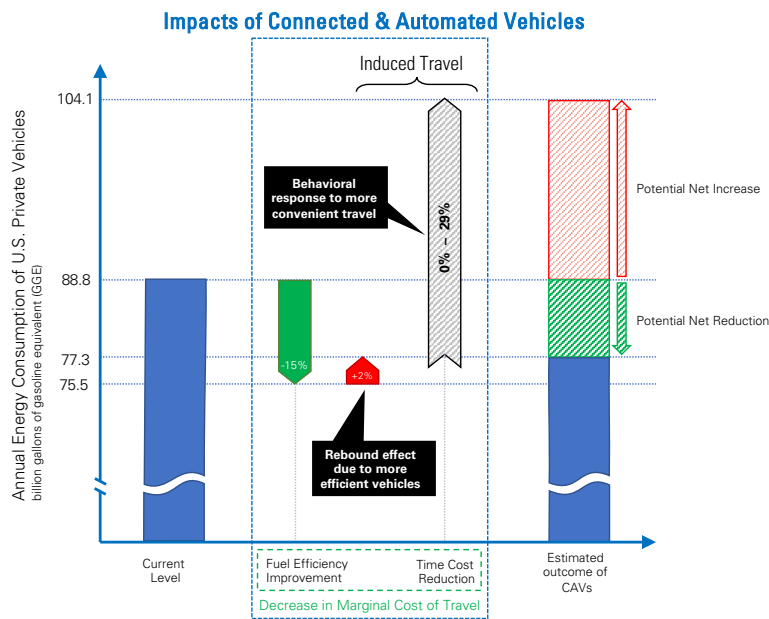 Impacts of Connected & Automated Vehicles
Induced Travel
Annual Energy Consumption of U.S. Private Vehicles
billion gallons of gasoline equivalent (GGE)
104.1
88.8
77.3
75.5
Behavioral
response to more
convenient travel
0% – 29%
-15%
+2%
Rebound effect
due to more
efficient vehicles
Potential Net Increase
Potential Net Reduction
Current
Level
Fuel Efficiency
Improvement
Time Cost
Reduction
Decrease in Marginal Cost of Travel
Estimated
outcome of
CAVs